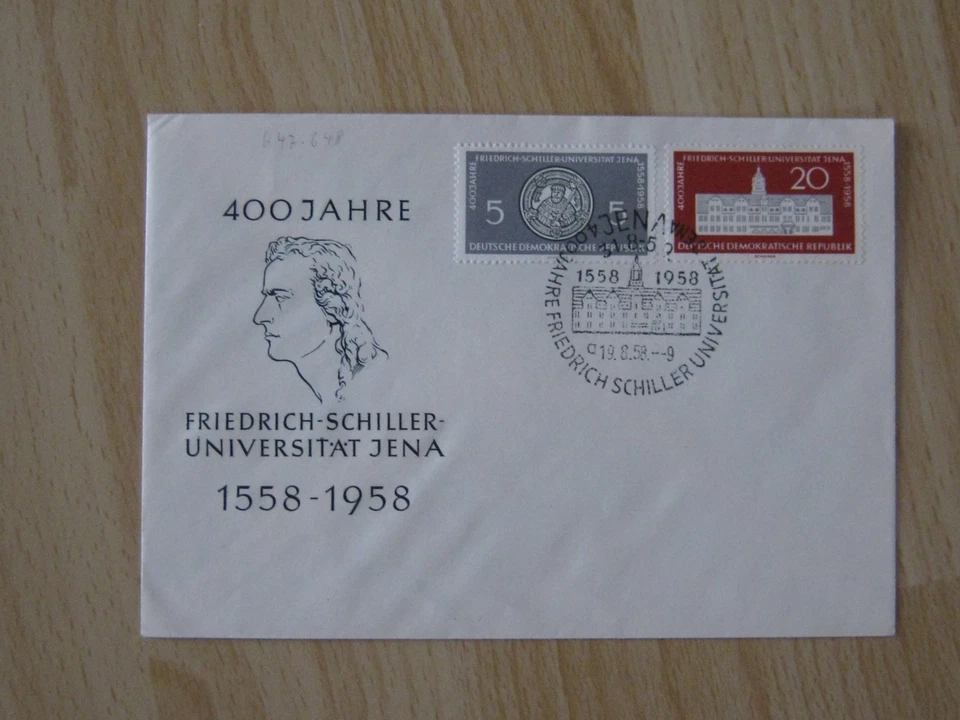 647-648
400 JAHRE
FRIEDRICH-SCHILLER-
UNIVERSITÄT JENA
1558-1958
400 JAHRE
FRIEDRICH-SCHILLER-UNIVERSITÄT JENA
1558-1958
5 5
DEUTSCHE DEMOKRATISCHE REPUBLIK
400 JAHRE
FRIEDRICH-SCHILLER-UNIVERSITÄT JENA
1558-1958
20
DEUTSCHE DEMOKRATISCHE REPUBLIK
JENA
1558 1958
19.8.58.--9
JAHRE FRIEDRICH SCHILLER UNIVERSITÄT